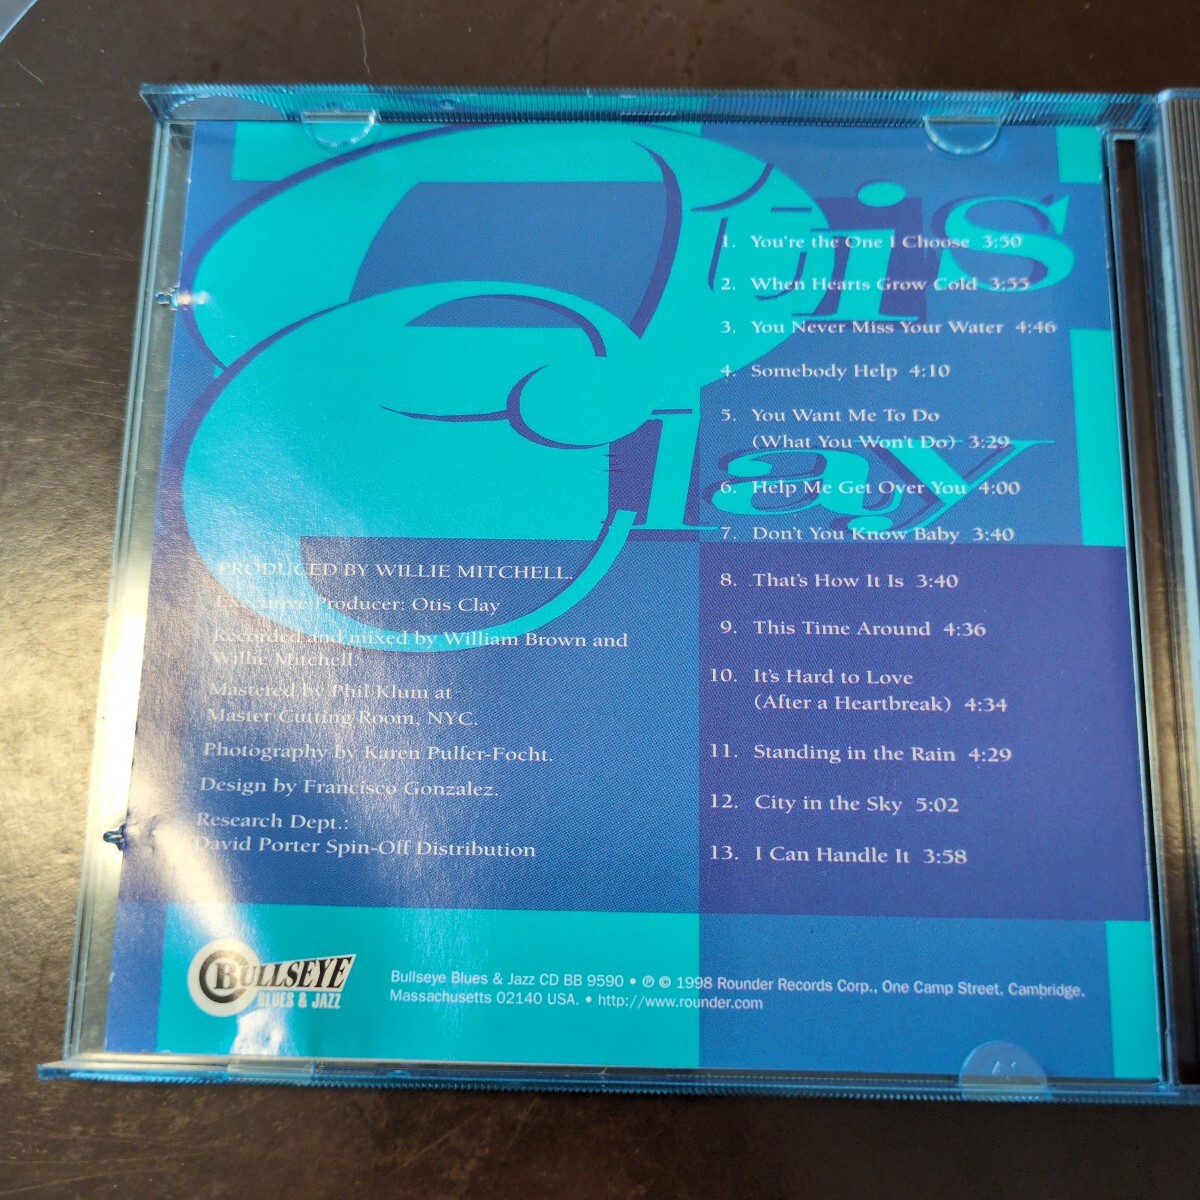 Otis
Clay
1. You're the One I Choose 3:50
2. When Hearts Grow Cold 3:55
3. You Never Miss Your Water 4:46
4. Somebody Help 4:10
5. You Want Me To Do
(What You Won't Do) 3:29
6. Help Me Get Over You 4:00
7. Don't You Know Baby 3:40
8. That's How It Is 3:40
9. This Time Around 4:36
10. It's Hard to Love
(After a Heartbreak) 4:34
11. Standing in the Rain 4:29
12. City in the Sky 5:02
13. I Can Handle It 3:58
PRODUCED BY WILLIE MITCHELL.
Executive Producer: Otis Clay
Recorded and mixed by William Brown and
Willie Mitchell.
Mastered by Phil Klum at
Master Cutting Room, NYC.
Photography by Karen Pulfer-Focht.
Design by Francisco Gonzalez.
Research Dept.:
David Porter Spin-Off Distribution
BULLSEYE
BLUES & JAZZ
Bullseye Blues & Jazz CD BB 9590 • ℗ © 1998 Rounder Records Corp., One Camp Street, Cambridge,
Massachusetts 02140 USA. • http://www.rounder.com